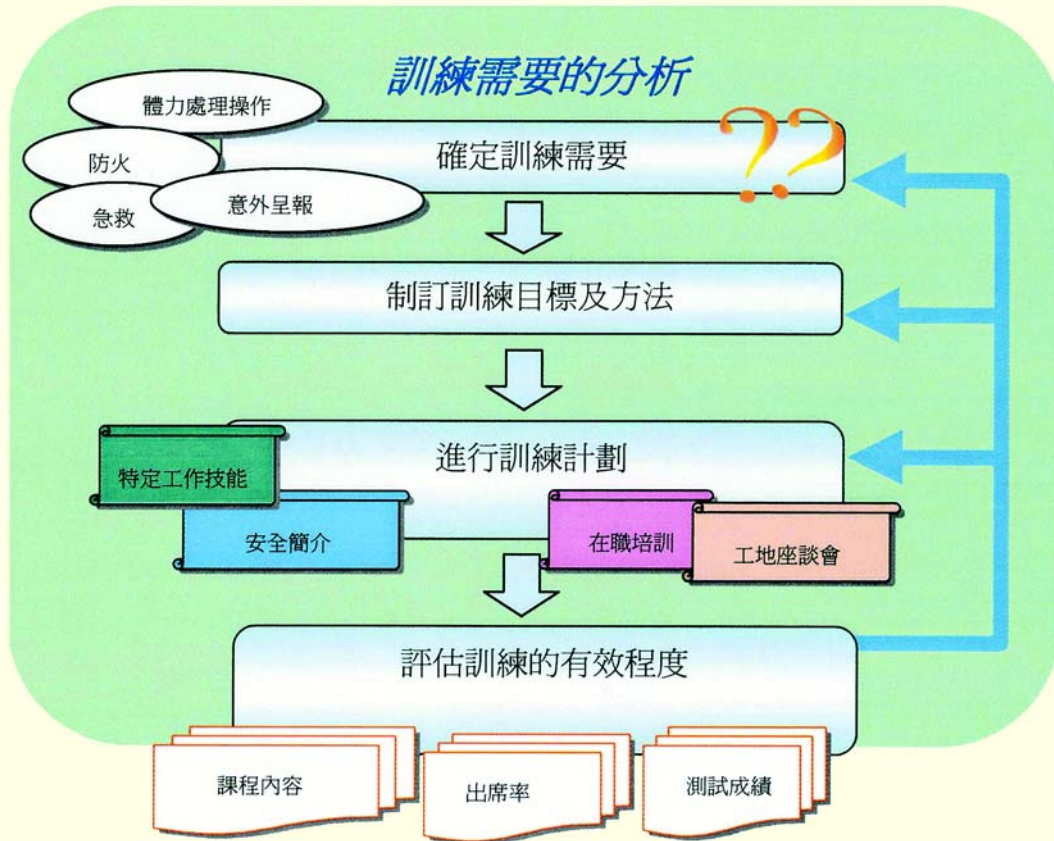 訓練需要的分析
體力處理操作
防火
急救
意外呈報
確定訓練需要
??
制訂訓練目標及方法
進行訓練計劃
特定工作技能
安全簡介
在職培訓
工地座談會
評估訓練的有效程度
課程內容
出席率
測試成績